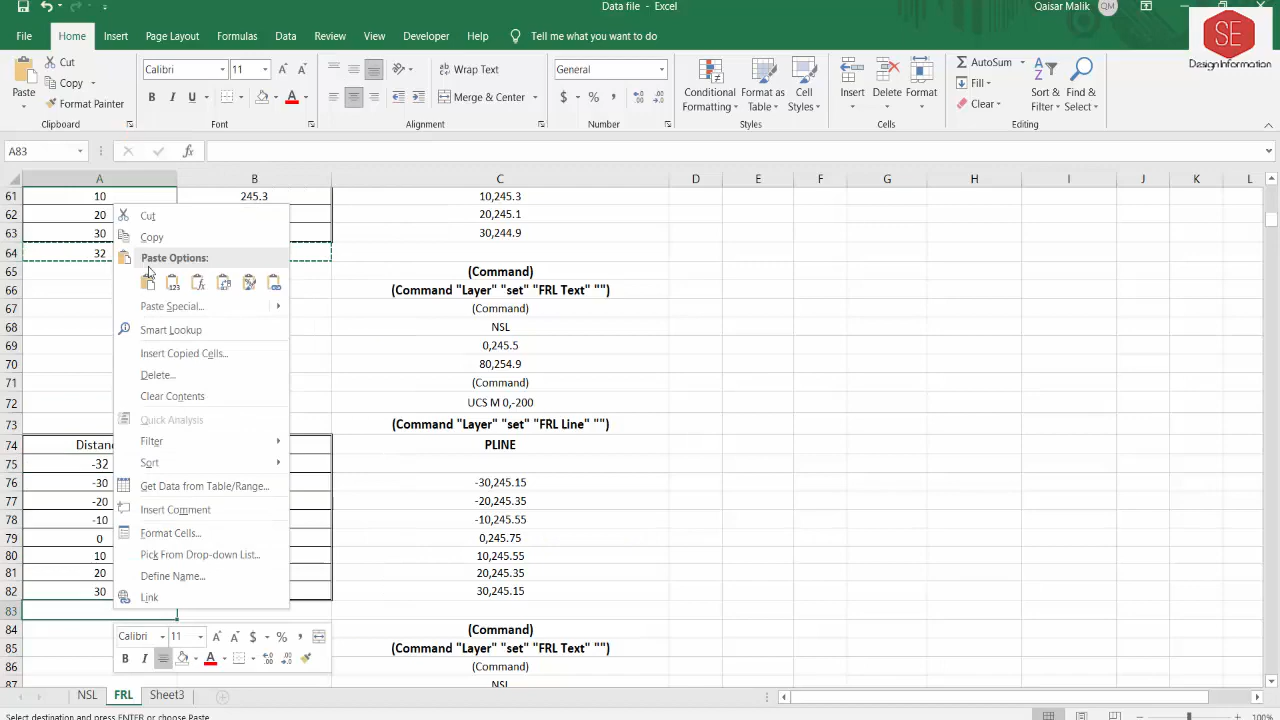 Data file - Excel
Qaisar Malik QM
File Home Insert Page Layout Formulas Data Review View Developer Help Tell me what you want to do
SE
Design Information
Paste
Cut
Copy
Format Painter
Clipboard
Calibri 11
B I U
Font
Wrap Text
Merge & Center
Alignment
General
$ % ,
Number
Conditional Formatting
Format as Table
Cell Styles
Styles
Insert Delete Format
Cells
AutoSum
Fill
Clear
Sort & Filter
Find & Select
Editing
A83
fx
A B C D E F G H I J K L
61 10 245.3 10,245.3
62 20 20,245.1
63 30 30,244.9
64 32
65 (Command)
66 (Command "Layer" "set" "FRL Text" "")
67 (Command)
68 NSL
69 0,245.5
70 80,254.9
71 (Command)
72 UCS M 0,-200
73 (Command "Layer" "set" "FRL Line" "")
74 Distanc PLINE
75 -32
76 -30 -30,245.15
77 -20 -20,245.35
78 -10 -10,245.55
79 0 0,245.75
80 10 10,245.55
81 20 20,245.35
82 30 30,245.15
83
84 (Command)
85 (Command "Layer" "set" "FRL Text" "")
86 (Command)
87 NSL
Cut
Copy
Paste Options:
Paste Special...
Smart Lookup
Insert Copied Cells...
Delete...
Clear Contents
Quick Analysis
Filter
Sort
Get Data from Table/Range...
Insert Comment
Format Cells...
Pick From Drop-down List...
Define Name...
Link
Calibri 11 A A $ % ,
B I A
NSL FRL Sheet3
Select destination and press ENTER or choose Paste
100%